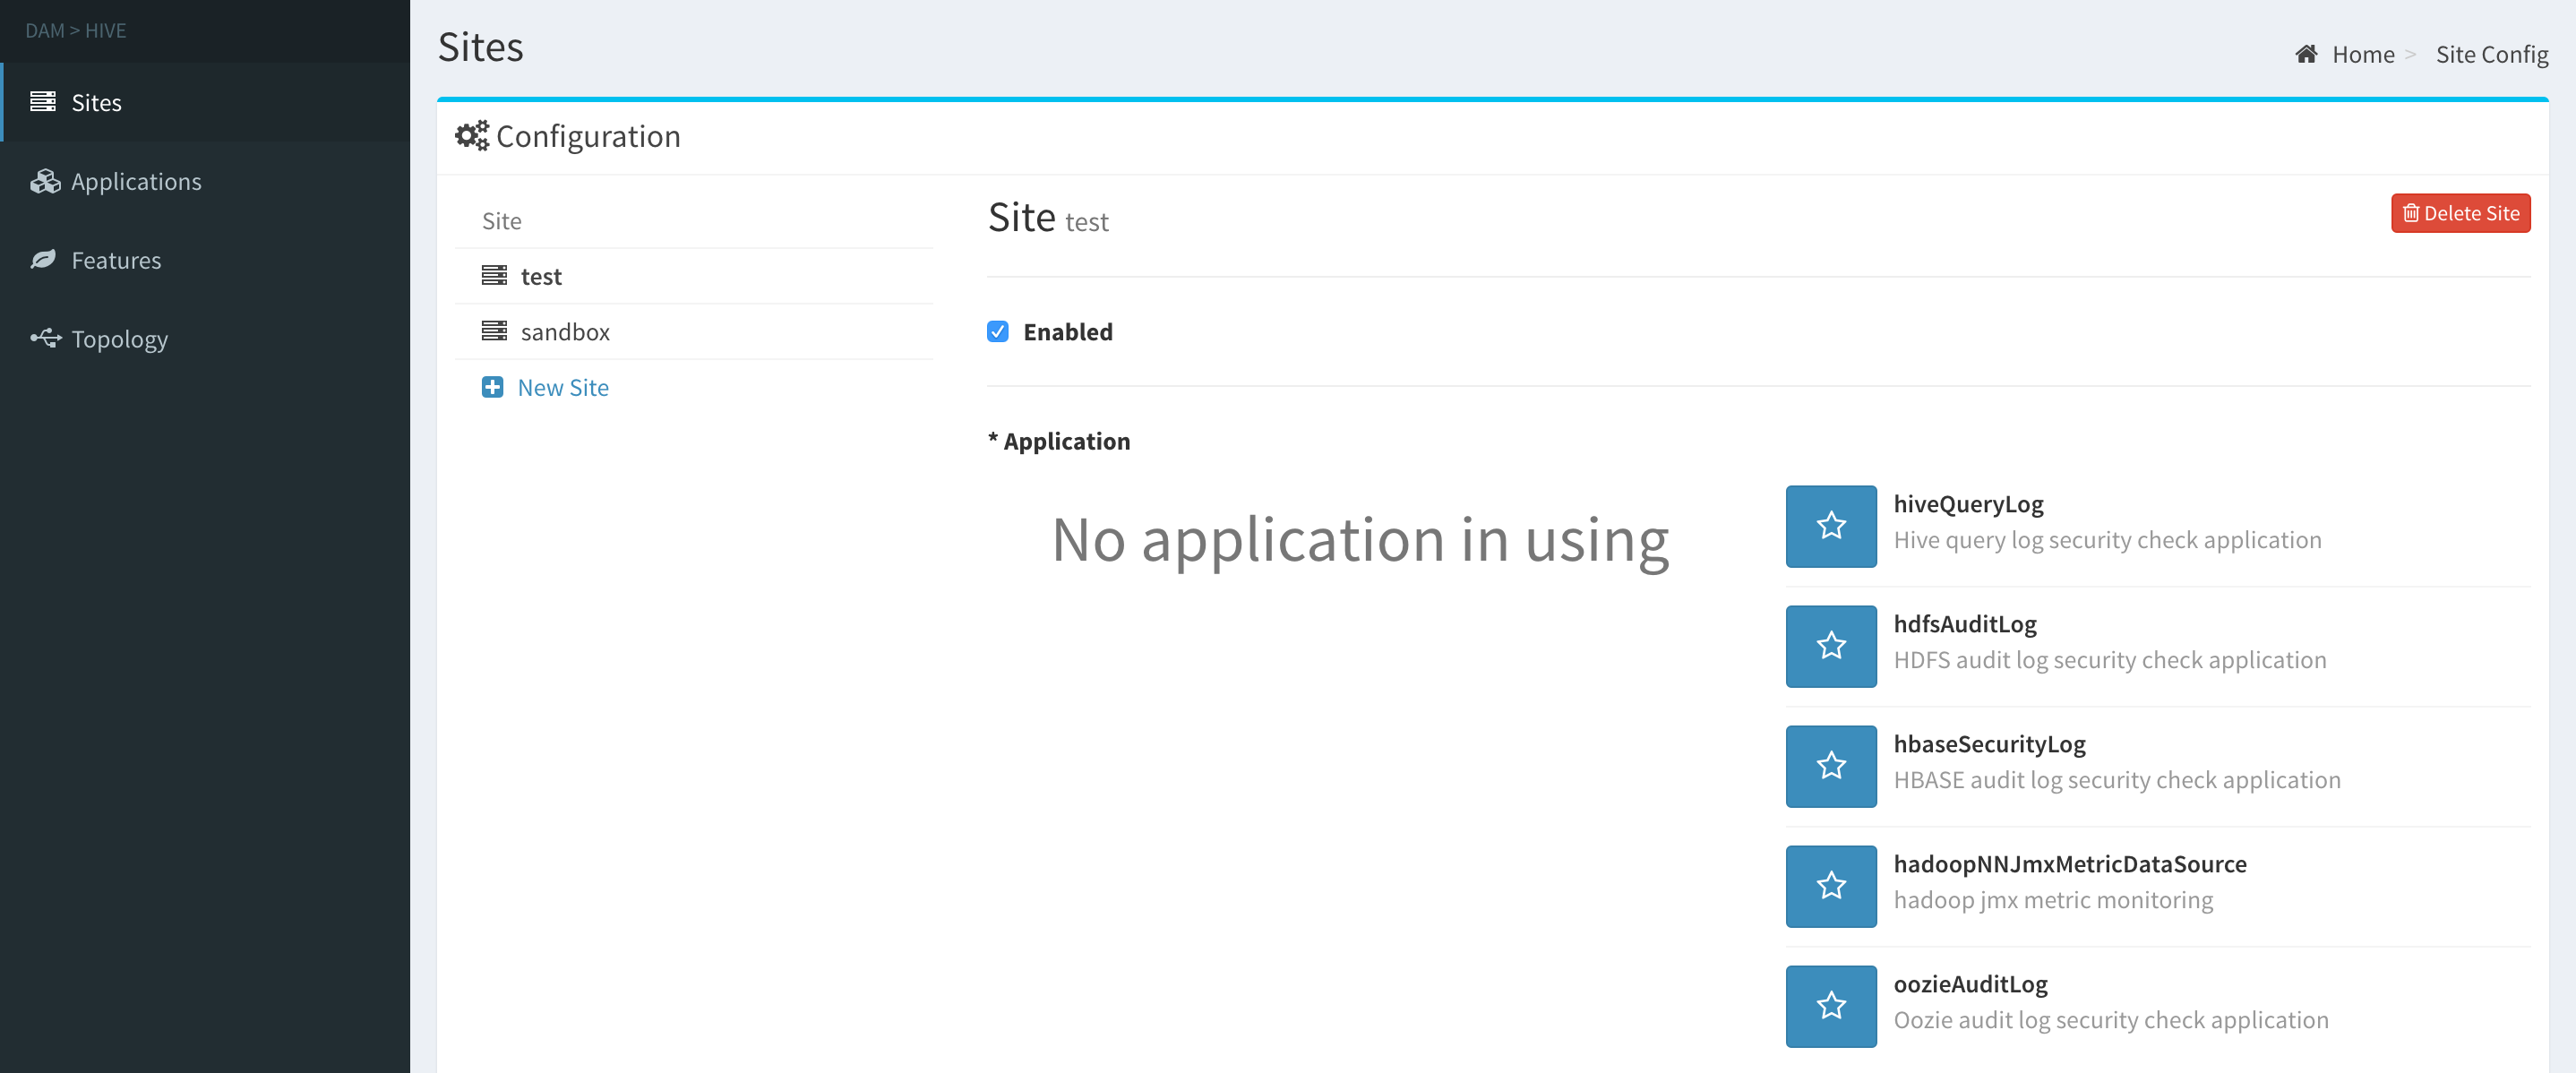 DAM > HIVE
Sites
Applications
Features
Topology
Sites
Home > Site Config
Configuration
Site
test
sandbox
New Site
Site test
Delete Site
Enabled
* Application
No application in using
hiveQueryLog
Hive query log security check application
hdfsAuditLog
HDFS audit log security check application
hbaseSecurityLog
HBASE audit log security check application
hadoopNNJmxMetricDataSource
hadoop jmx metric monitoring
oozieAuditLog
Oozie audit log security check application